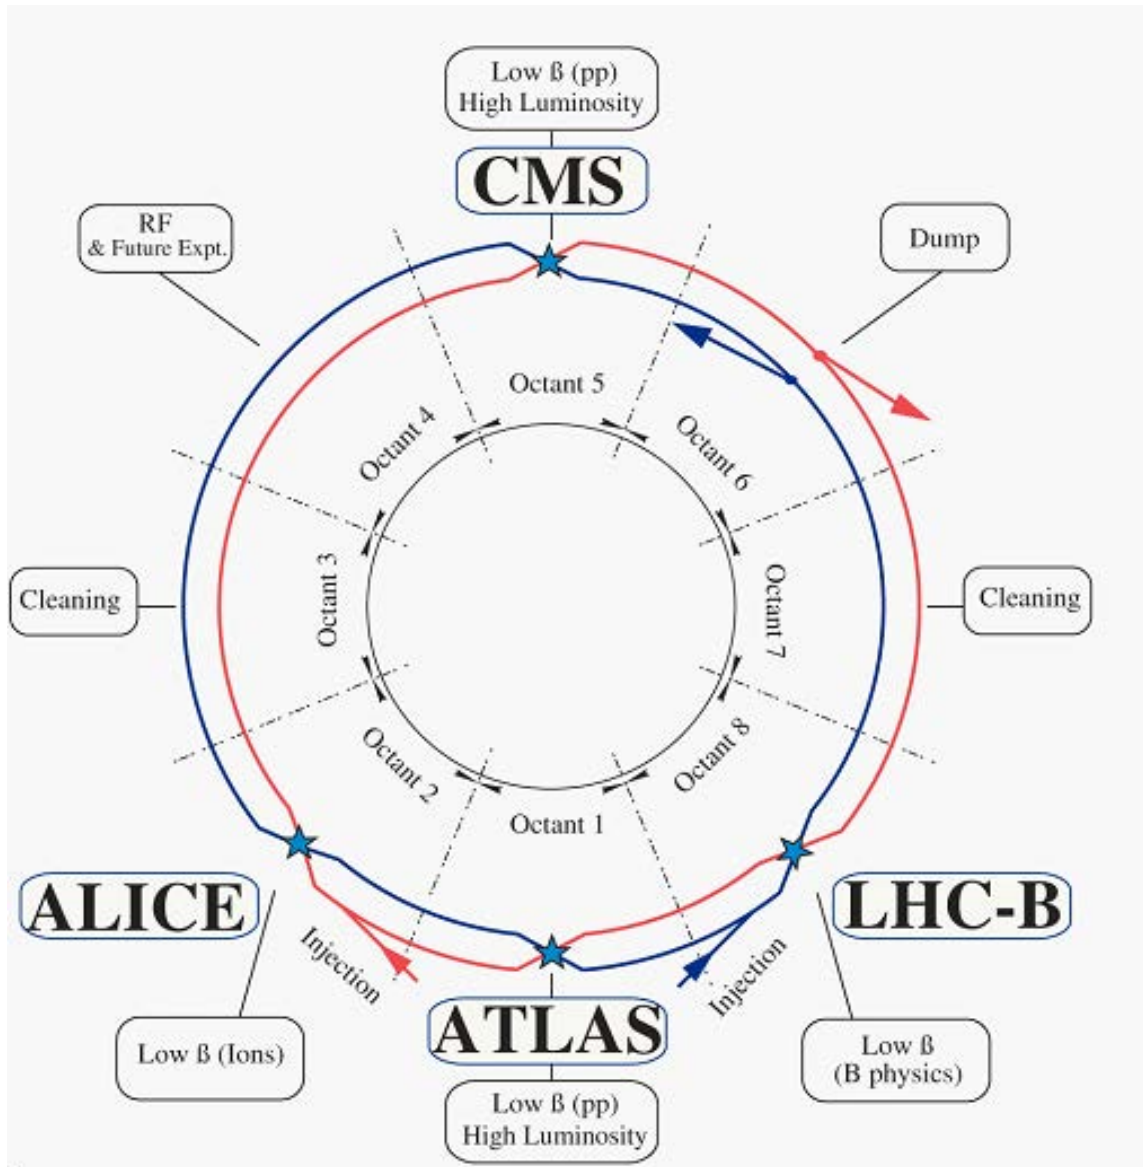 Low ß (pp)
High Luminosity
CMS
RF
& Future Expt.
Dump
Octant 5
Octant 4
Octant 6
Cleaning
Octant 3
Octant 7
Cleaning
Octant 2
Octant 8
Octant 1
ALICE
LHC-B
Injection
Injection
ATLAS
Low ß (Ions)
Low ß
(B physics)
Low ß (pp)
High Luminosity